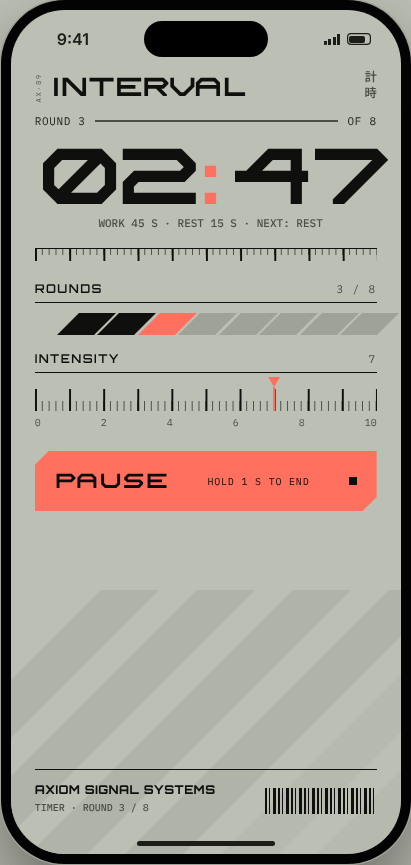 9:41
AX-09
INTERVAL
計時
ROUND 3
OF 8
02:47
WORK 45 S · REST 15 S · NEXT: REST
ROUNDS
3 / 8
INTENSITY
7
0 2 4 6 8 10
PAUSE
HOLD 1 S TO END
AXIOM SIGNAL SYSTEMS
TIMER · ROUND 3 / 8